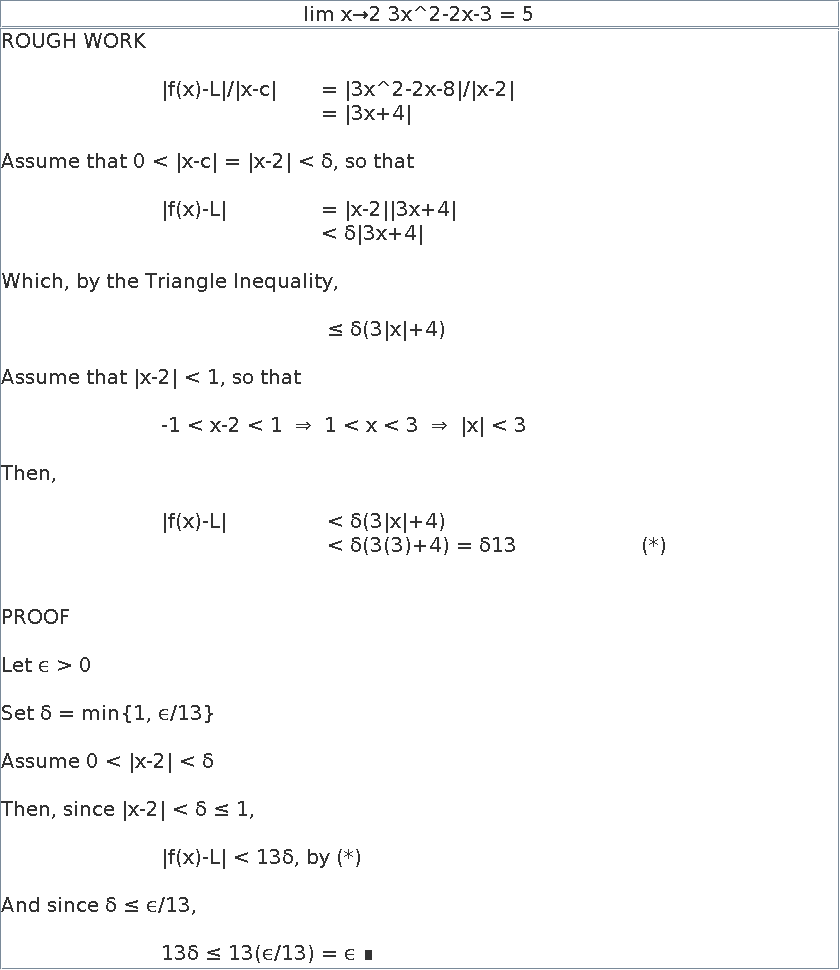 lim x→2 3x^2-2x-3 = 5
ROUGH WORK
|f(x)-L|/|x-c| = |3x^2-2x-8|/|x-2|
= |3x+4|
Assume that 0 < |x-c| = |x-2| < δ, so that
|f(x)-L| = |x-2||3x+4|
< δ|3x+4|
Which, by the Triangle Inequality,
≤ δ(3|x|+4)
Assume that |x-2| < 1, so that
-1 < x-2 < 1 ⇒ 1 < x < 3 ⇒ |x| < 3
Then,
|f(x)-L| < δ(3|x|+4)
< δ(3(3)+4) = δ13 (*)
PROOF
Let ϵ > 0
Set δ = min{1, ϵ/13}
Assume 0 < |x-2| < δ
Then, since |x-2| < δ ≤ 1,
|f(x)-L| < 13δ, by (*)
And since δ ≤ ϵ/13,
13δ ≤ 13(ϵ/13) = ϵ ∎